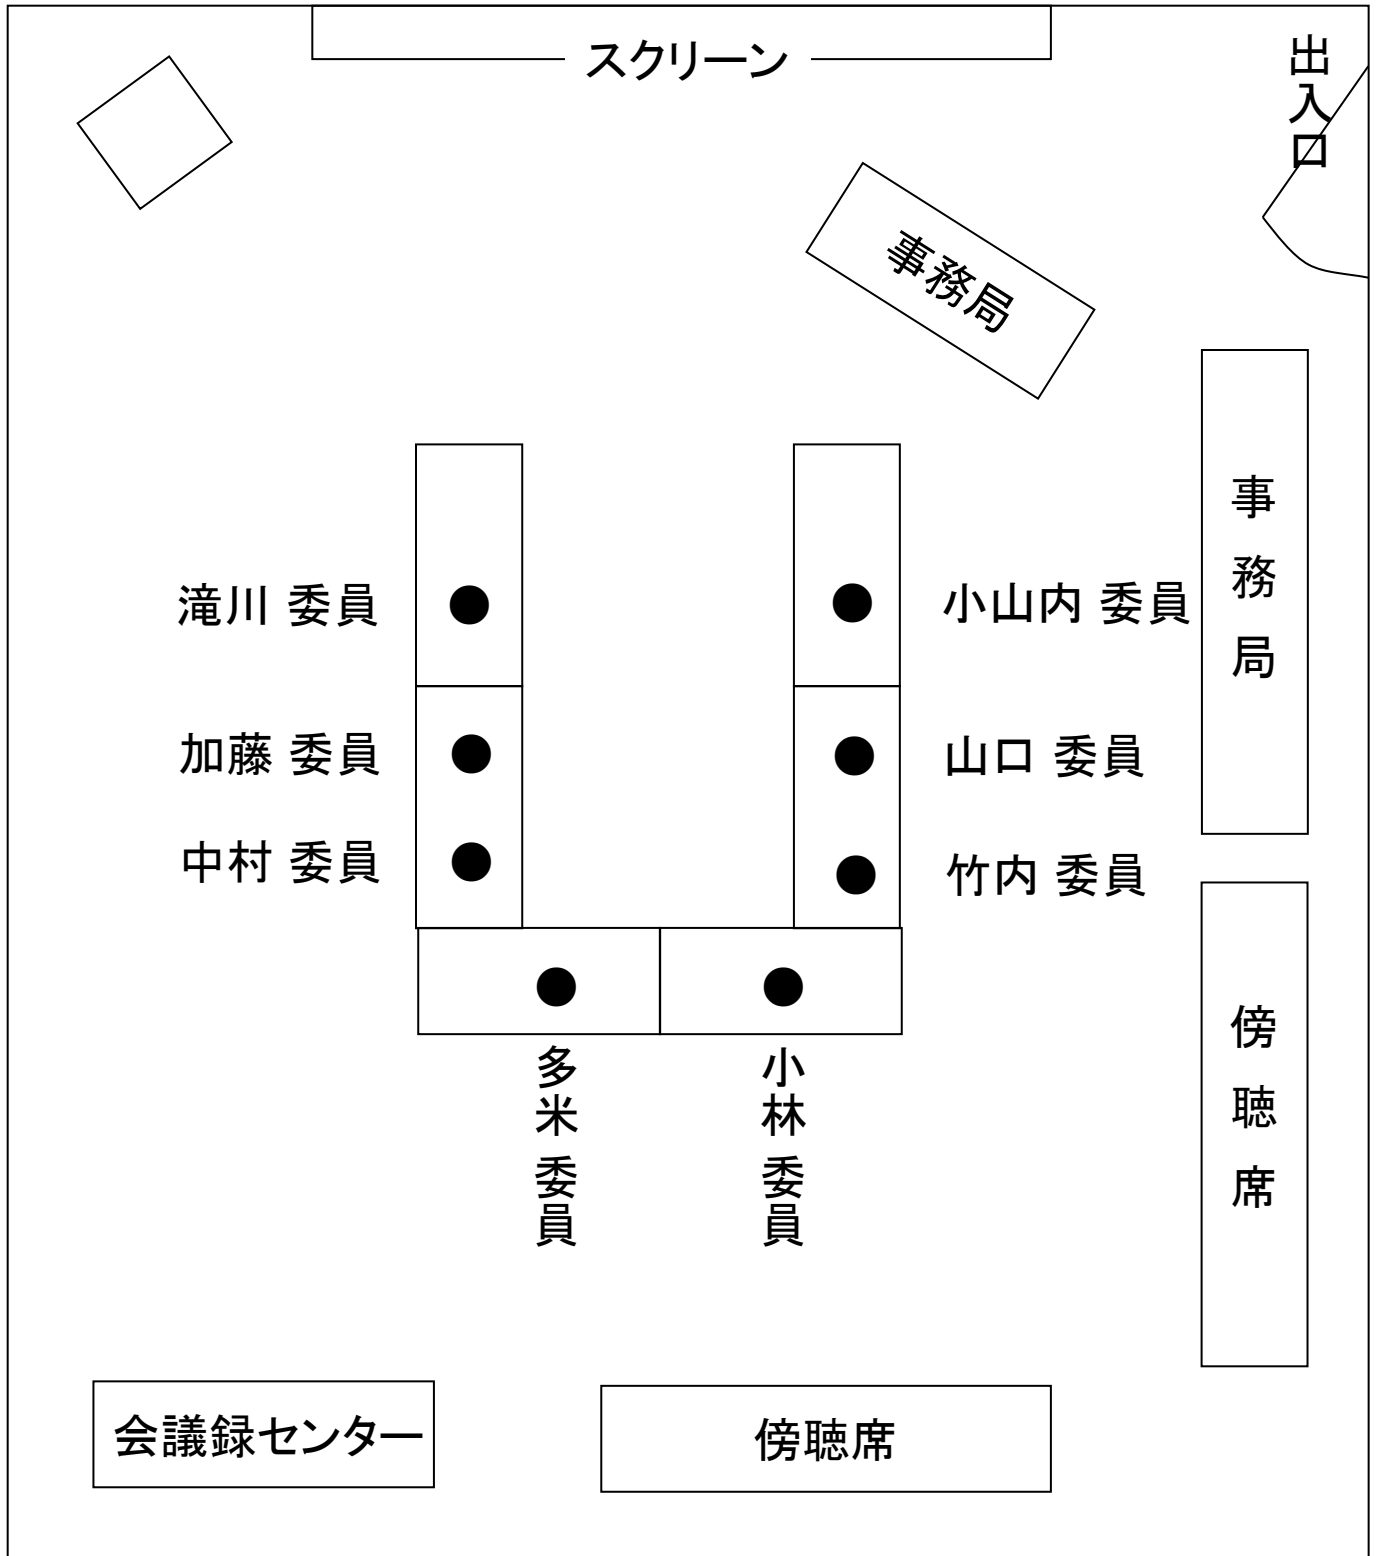 スクリーン
出入口
事務局
事務局
滝川 委員
小山内 委員
加藤 委員
山口 委員
中村 委員
竹内 委員
多米 委員
小林 委員
傍聴席
会議録センター
傍聴席